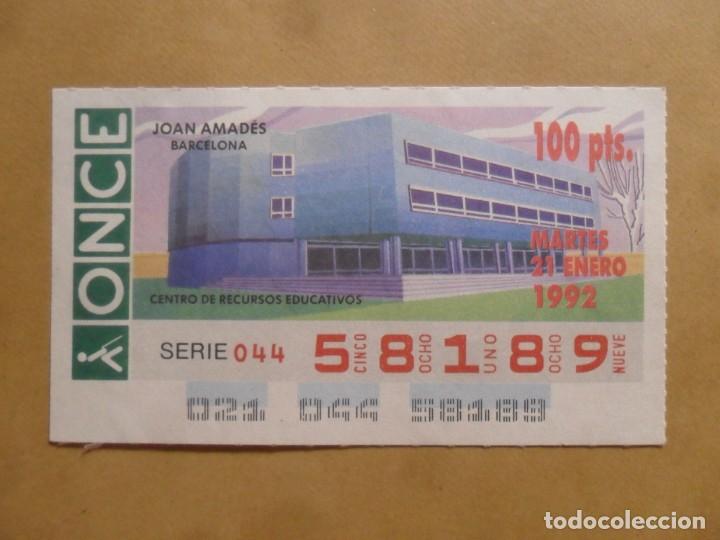 ONCE
JOAN AMADÉS
BARCELONA
100 pts.
MARTES
21 ENERO
1992
CENTRO DE RECURSOS EDUCATIVOS
SERIE 044
5 CINCO 8 OCHO 1 UNO 8 OCHO 9 NUEVE
021 044 58189
todocoleccion